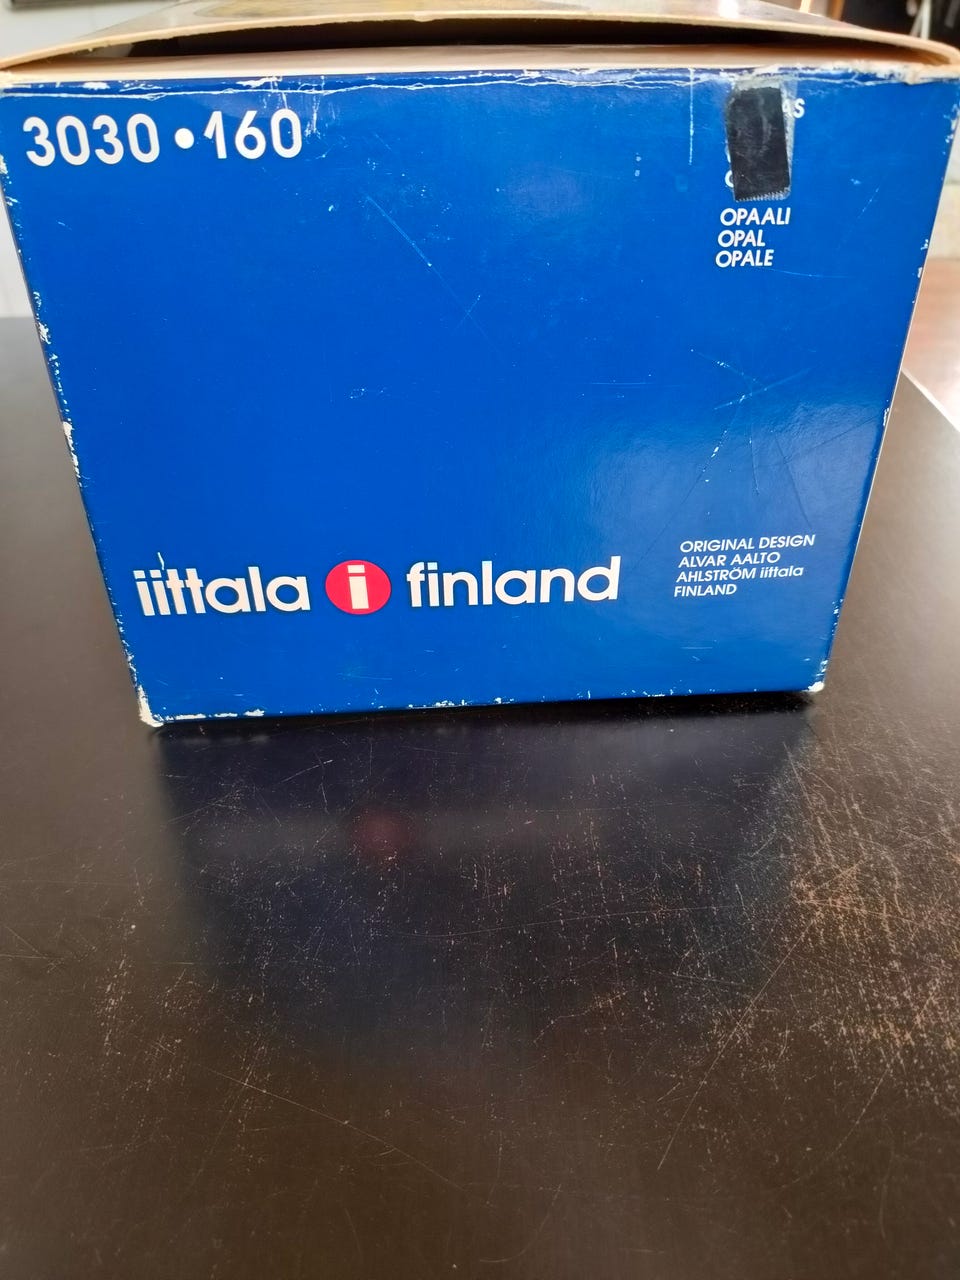 3030 • 160
OPAALI
OPAL
OPALE
iittala i finland
ORIGINAL DESIGN
ALVAR AALTO
AHLSTRÖM iittala
FINLAND